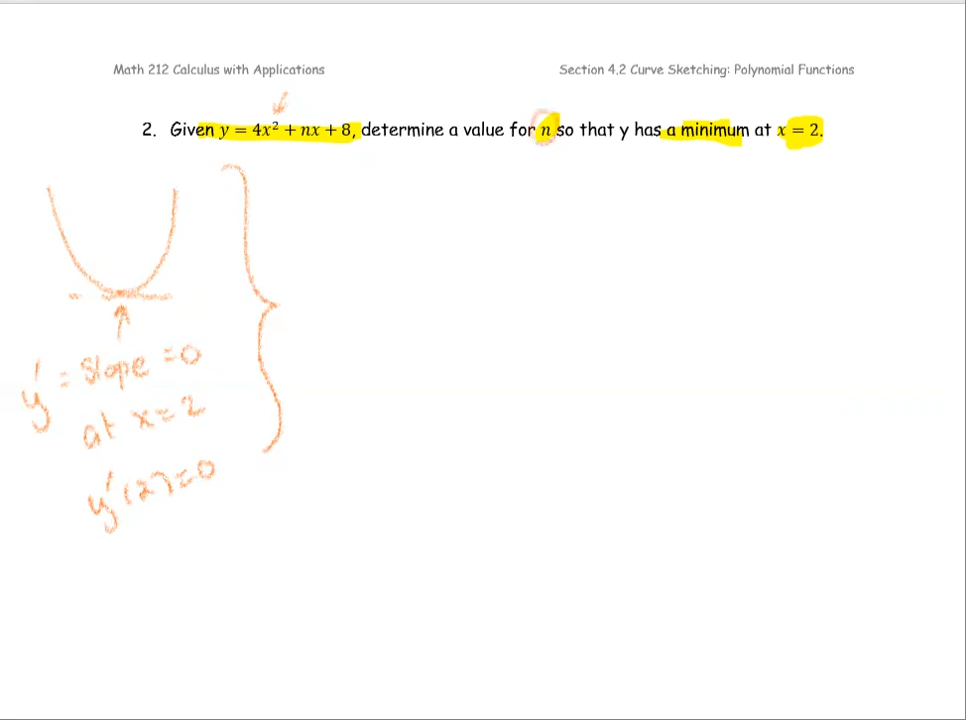 Math 212 Calculus with Applications Section 4.2 Curve Sketching: Polynomial Functions
2. Given y = 4x² + nx + 8, determine a value for n so that y has a minimum at x = 2.
y' = Slope = 0
at x = 2
y'(2) = 0